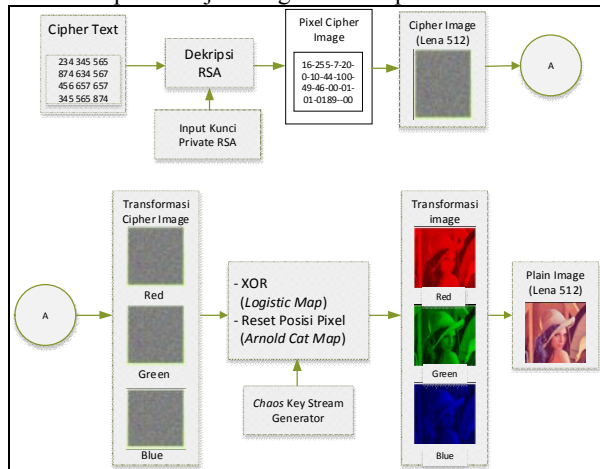 Cipher Text
234 345 565
874 634 567
456 657 657
345 565 874
Dekripsi
RSA
Input Kunci
Private RSA
Pixel Cipher
Image
16-255-7-20-
0-10-44-100-
49-46-00-01-
01-0189--00
Cipher Image
(Lena 512)
A
A
Transformasi
Cipher Image
Red
Green
Blue
- XOR
(Logistic Map)
- Reset Posisi Pixel
(Arnold Cat Map)
Chaos Key Stream
Generator
Transformasi
image
Red
Green
Blue
Plain Image
(Lena 512)